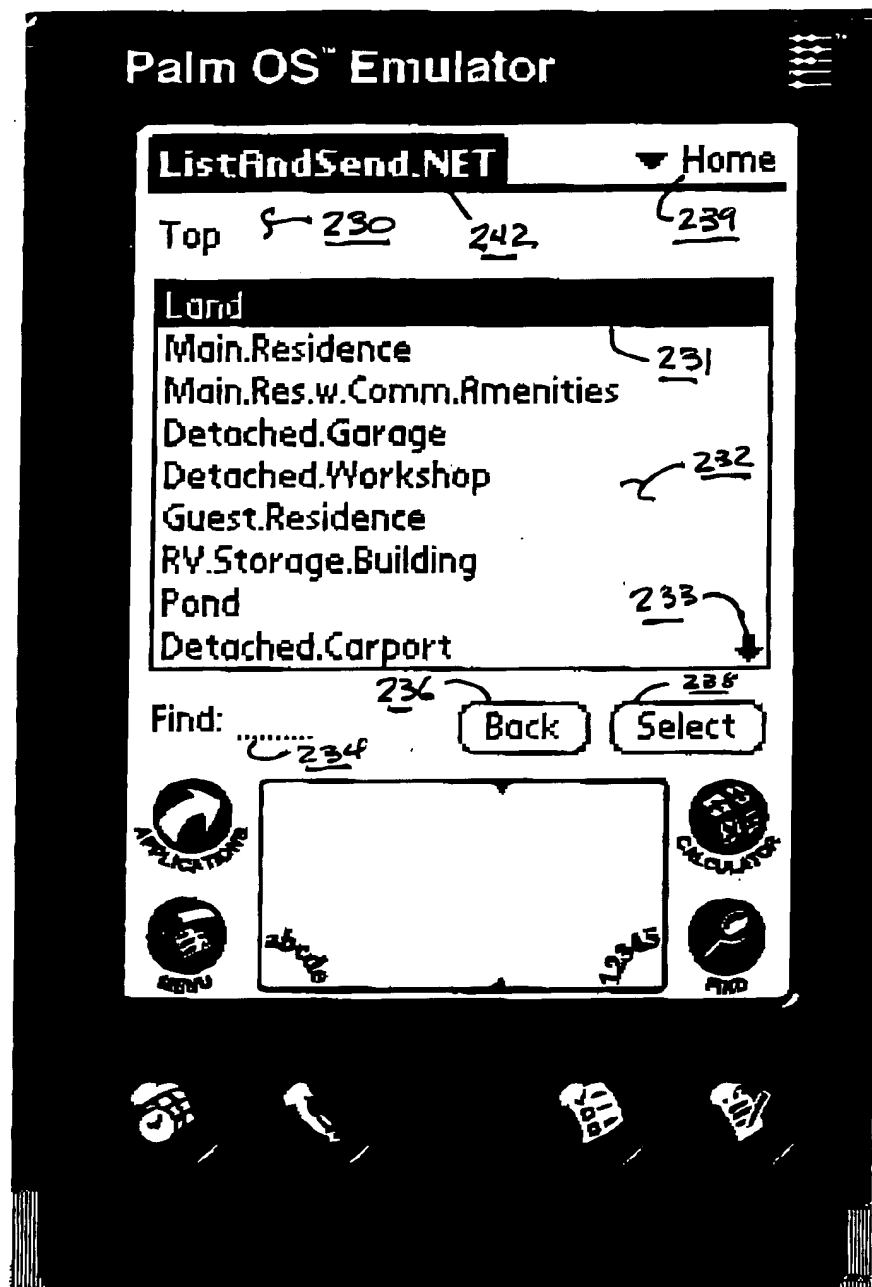 Palm OS™ Emulator
ListAndSend.NET Home
Top 230 242 239
Land
Main.Residence 231
Main.Res.w.Comm.Amenities
Detached.Garage
Detached.Workshop 232
Guest.Residence
RV.Storage.Building
Pond 233
Detached.Carport
236 238
Find: Back Select
234
APPLICATIONS CALCULATOR
abcde 12345
MENU FIND